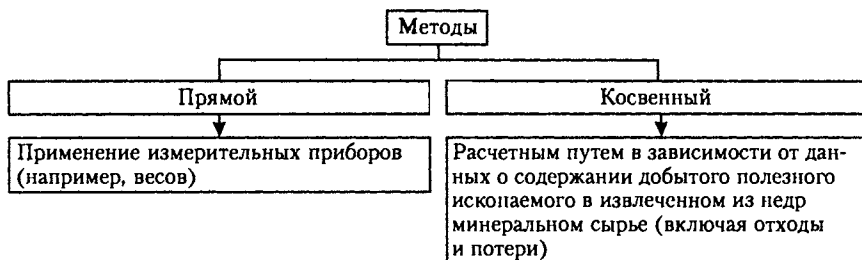 Методы
Прямой
Косвенный
Применение измерительных приборов
(например, весов)
Расчетным путем в зависимости от дан-
ных о содержании добытого полезного
ископаемого в извлеченном из недр
минеральном сырье (включая отходы
и потери)